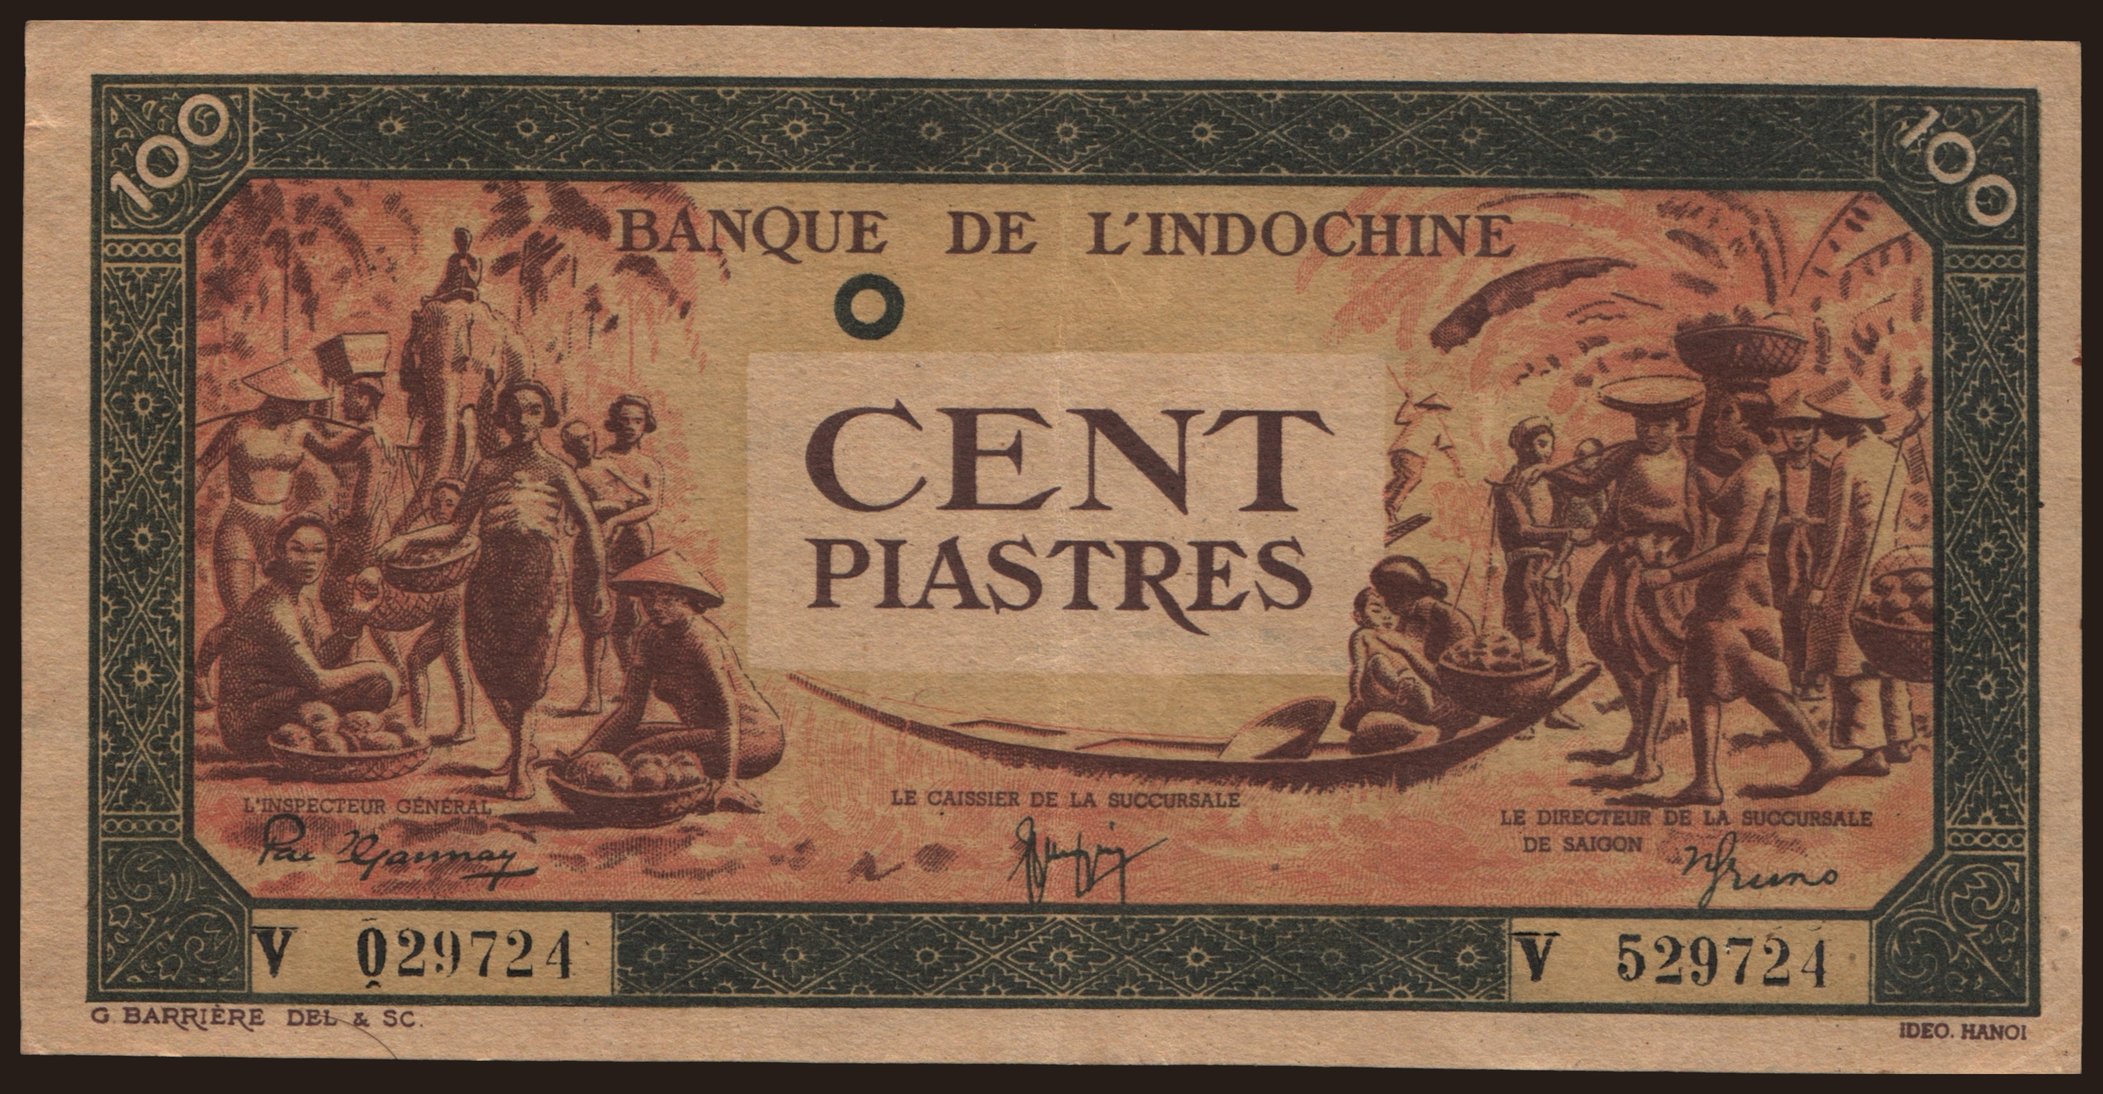 100
100
BANQUE DE L'INDOCHINE
O
CENT
PIASTRES
L'INSPECTEUR GÉNÉRAL
LE CAISSIER DE LA SUCCURSALE
LE DIRECTEUR DE LA SUCCURSALE
DE SAIGON
V 029724
V 529724
G. BARRIÈRE DEL & SC.
IDEO. HANOI